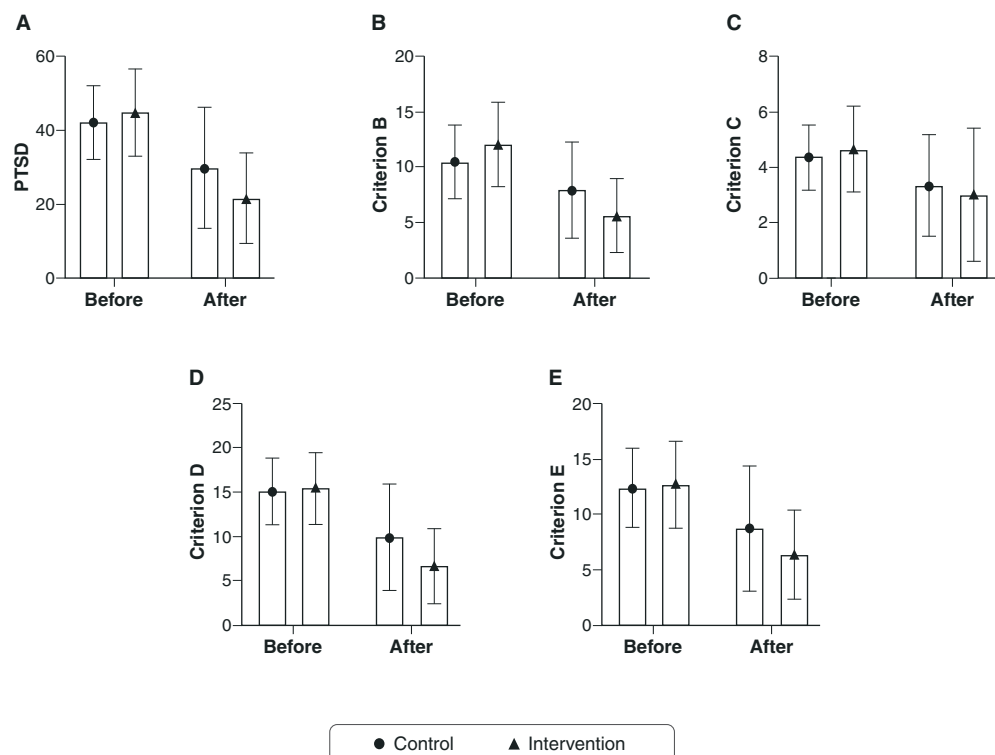 A
PTSD
60
40
20
0
Before After
B
Criterion B
20
15
10
5
0
Before After
C
Criterion C
8
6
4
2
0
Before After
D
Criterion D
25
20
15
10
5
0
Before After
E
Criterion E
20
15
10
5
0
Before After
Control Intervention